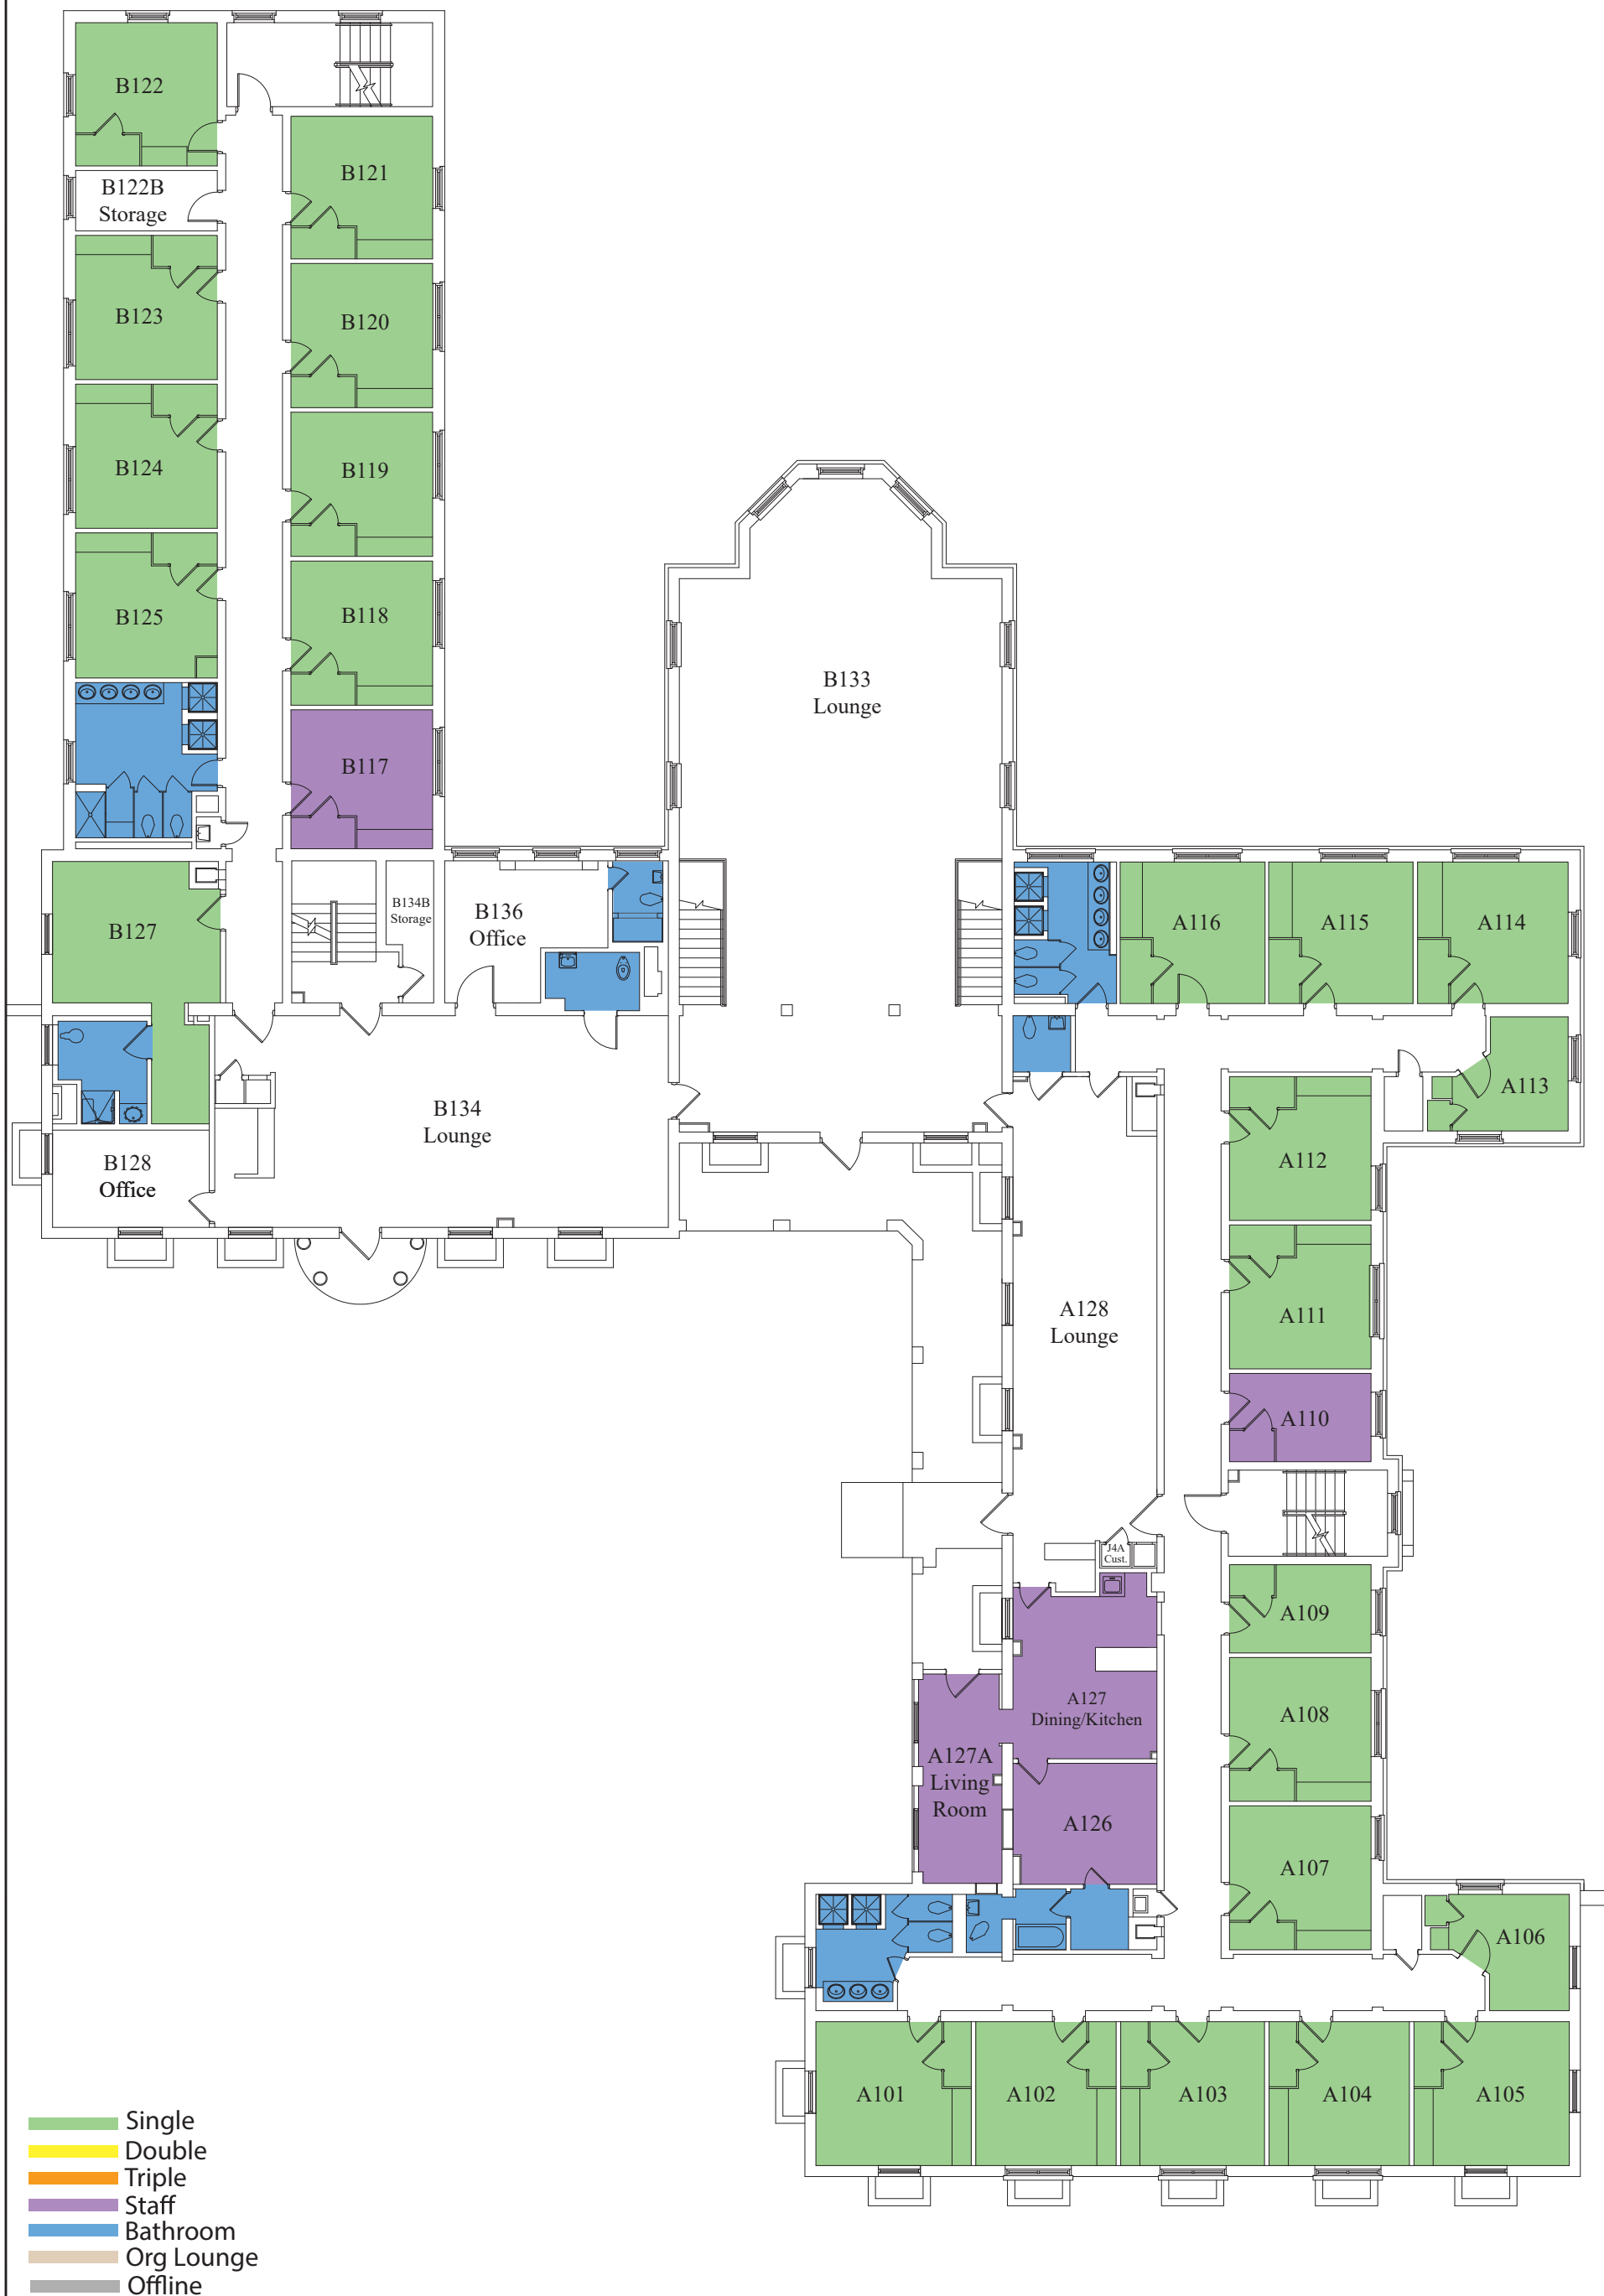 B122
B121
B122B
Storage
B123
B120
B124
B119
B125
B118
B133
Lounge
B117
B134B
Storage
B127
B136
Office
A116
A115
A114
A113
B134
Lounge
B128
Office
A112
A128
Lounge
A111
A110
J4A
Cust.
A109
A127
Dining/Kitchen
A108
A127A
Living
Room
A126
A107
A106
A101
A102
A103
A104
A105
Single
Double
Triple
Staff
Bathroom
Org Lounge
Offline